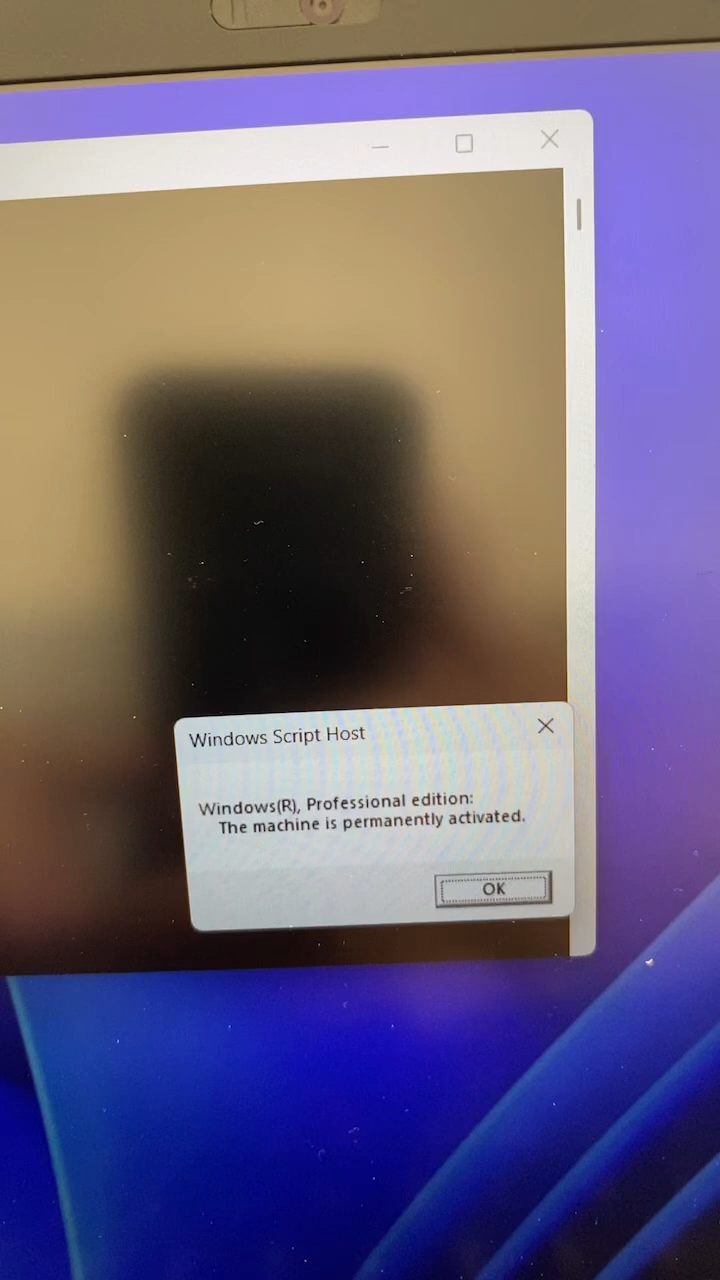 Windows Script Host
Windows(R), Professional edition:
The machine is permanently activated.
OK